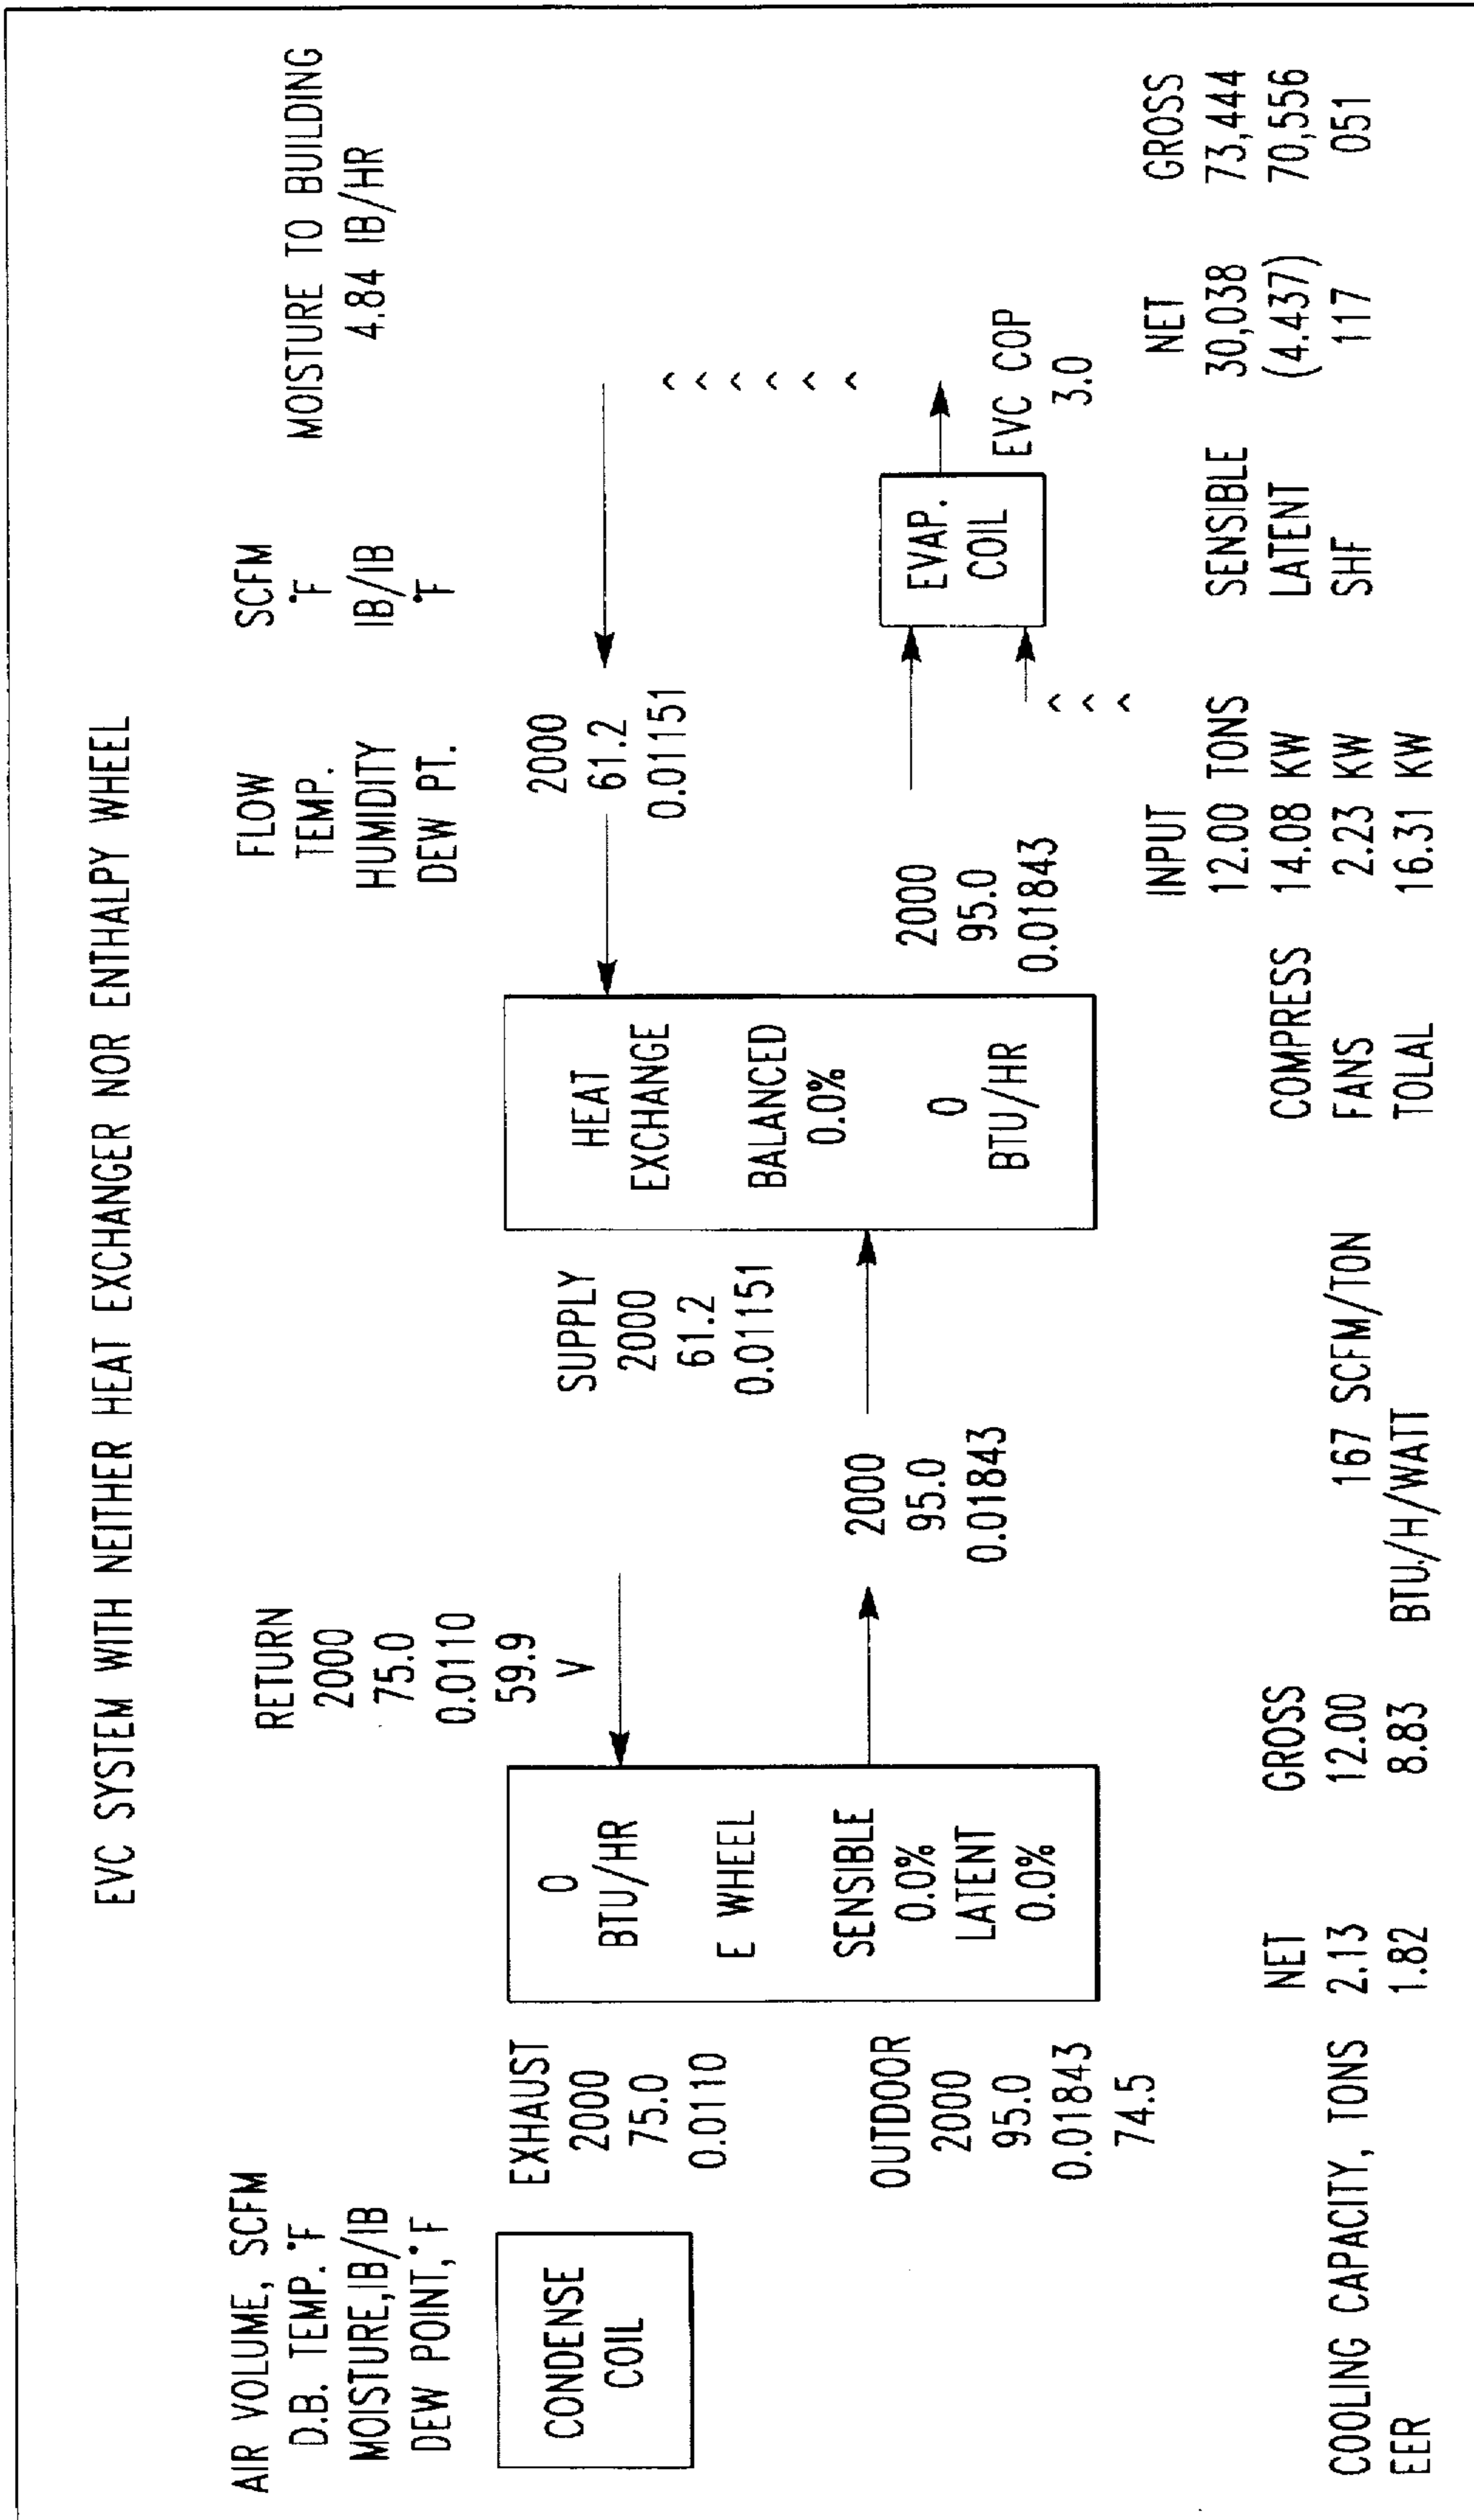 EVC SYSTEM WITH NEITHER HEAT EXCHANGER NOR ENTHALPY WHEEL
AIR VOLUME, SCFM
D.B. TEMP. °F
MOISTURE,IB/IB
DEW POINT,°F
RETURN
2000
75.0
0.0110
59.9
V
FLOW SCFM
TEMP. °F
HUMIDITY IB/IB
DEW PT. °F
MOISTURE TO BUILDING
4.84 IB/HR
CONDENSE
COIL
EXHAUST
2000
75.0
0.0110
OUTDOOR
2000
95.0
0.01843
74.5
0
BTU/HR
E WHEEL
SENSIBLE
0.0%
LATENT
0.0%
2000
95.0
0.01843
SUPPLY
2000
61.2
0.01151
HEAT
EXCHANGE
BALANCED
0.0%
0
BTU/HR
2000
61.2
0.01151
2000
95.0
0.01843
< < < < < <
EVAP.
COIL
EVC COP
3.0
< < <
NET GROSS
COOLING CAPACITY, TONS 2.13 12.00 167 SCFM/TON
EER 1.82 8.83 BTU/H/WATT
INPUT
12.00 TONS
COMPRESS 14.08 KW
FANS 2.23 KW
TOLAL 16.31 KW
NET GROSS
SENSIBLE 30,038 73,444
LATENT (4.437) 70,556
SHF 117 051